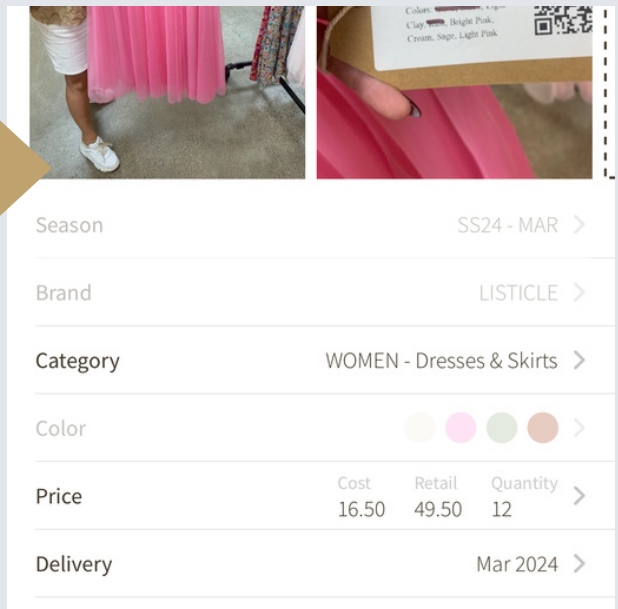 Colors: Light
Clay, Bright Pink,
Cream, Sage, Light Pink
Season SS24 - MAR
Brand LISTICLE
Category WOMEN - Dresses & Skirts
Color
Price Cost 16.50 Retail 49.50 Quantity 12
Delivery Mar 2024